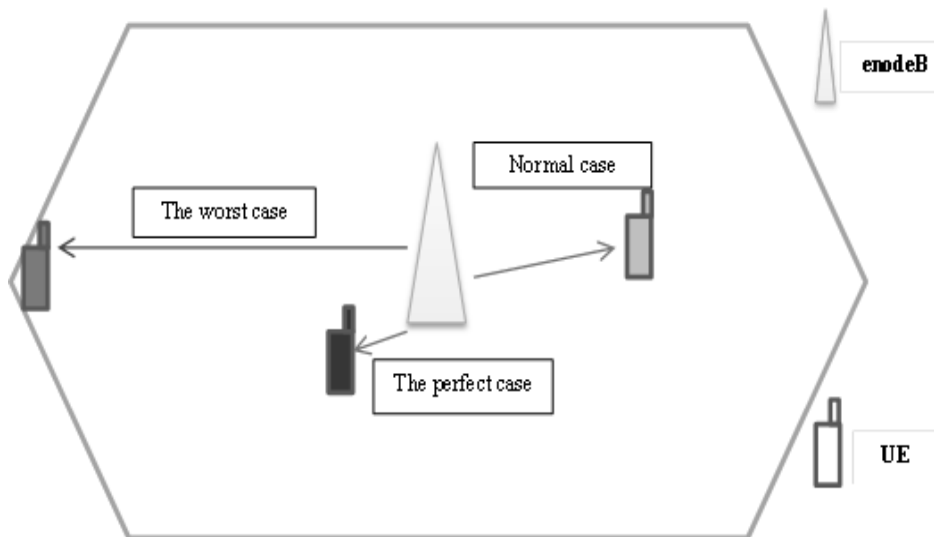 enodeB
Normal case
The worst case
The perfect case
UE